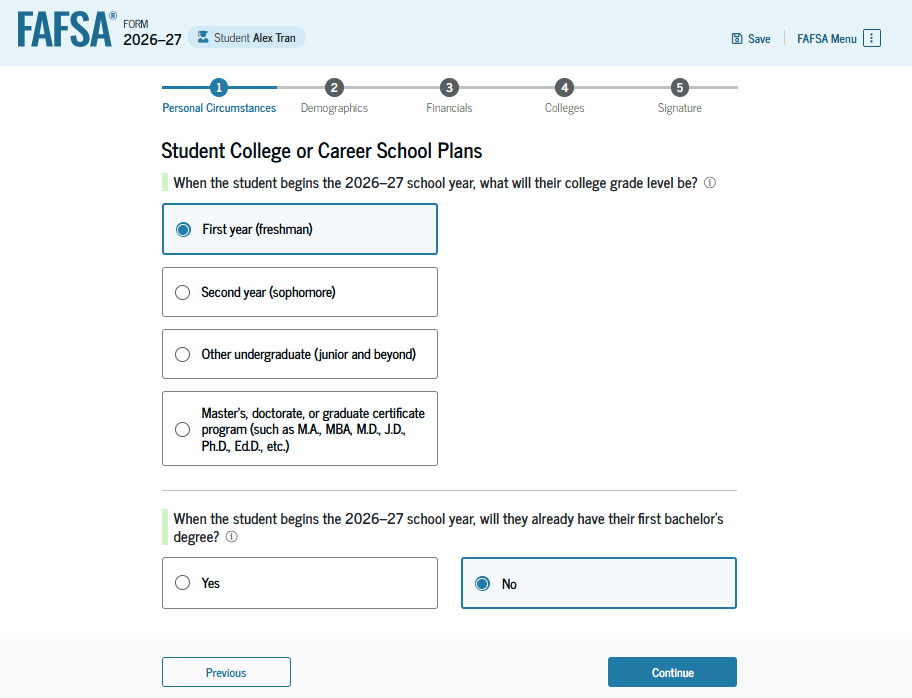 FAFSA® FORM 2026–27 Student Alex Tran Save FAFSA Menu
1 2 3 4 5
Personal Circumstances Demographics Financials Colleges Signature
Student College or Career School Plans
When the student begins the 2026–27 school year, what will their college grade level be?
First year (freshman)
Second year (sophomore)
Other undergraduate (junior and beyond)
Master's, doctorate, or graduate certificate
program (such as M.A., MBA, M.D., J.D.,
Ph.D., Ed.D., etc.)
When the student begins the 2026–27 school year, will they already have their first bachelor's
degree?
Yes No
Previous Continue